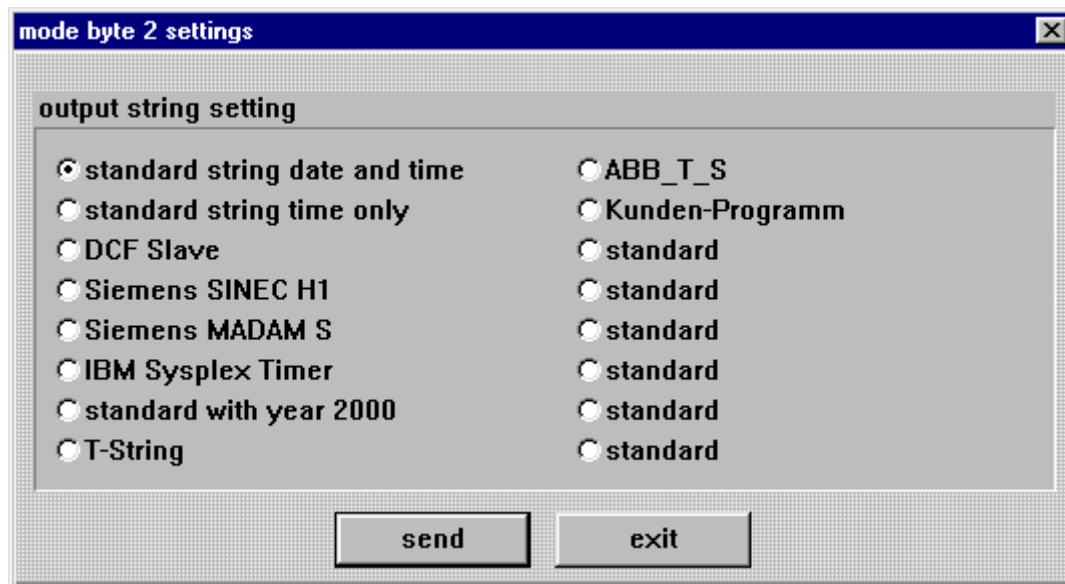 mode byte 2 settings
output string setting
standard string date and time
standard string time only
DCF Slave
Siemens SINEC H1
Siemens MADAM S
IBM Sysplex Timer
standard with year 2000
T-String
ABB_T_S
Kunden-Programm
standard
standard
standard
standard
standard
standard
send
exit